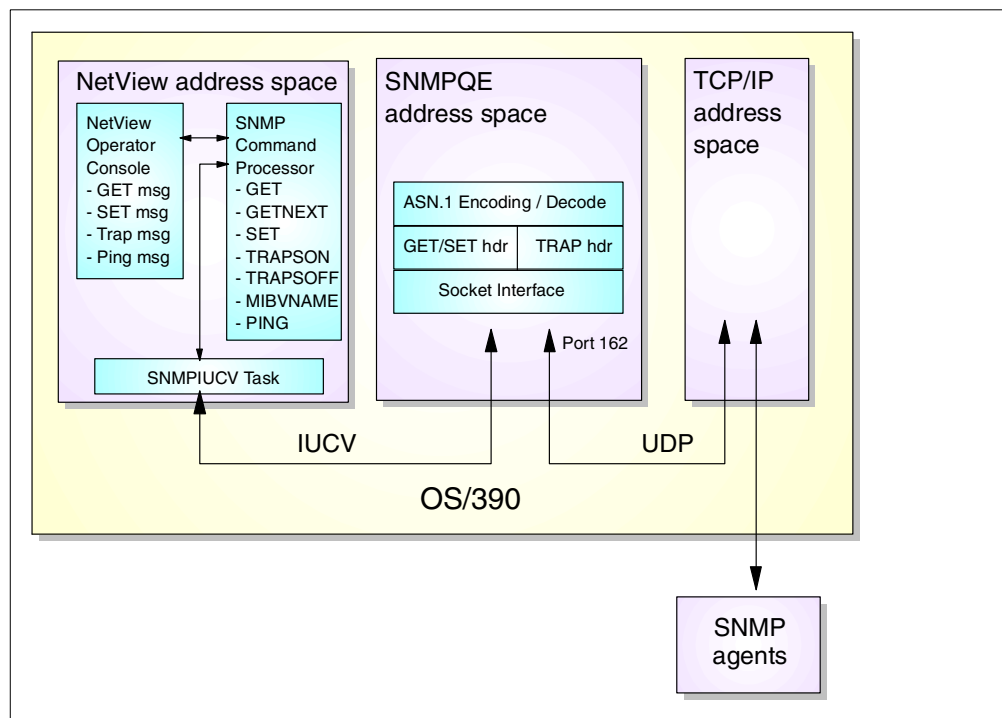 NetView address space
NetView
Operator
Console
- GET msg
- SET msg
- Trap msg
- Ping msg
SNMP
Command
Processor
- GET
- GETNEXT
- SET
- TRAPSON
- TRAPSOFF
- MIBVNAME
- PING
SNMPIUCV Task
SNMPQE
address space
ASN.1 Encoding / Decode
GET/SET hdr
TRAP hdr
Socket Interface
Port 162
TCP/IP
address
space
IUCV
UDP
OS/390
SNMP
agents